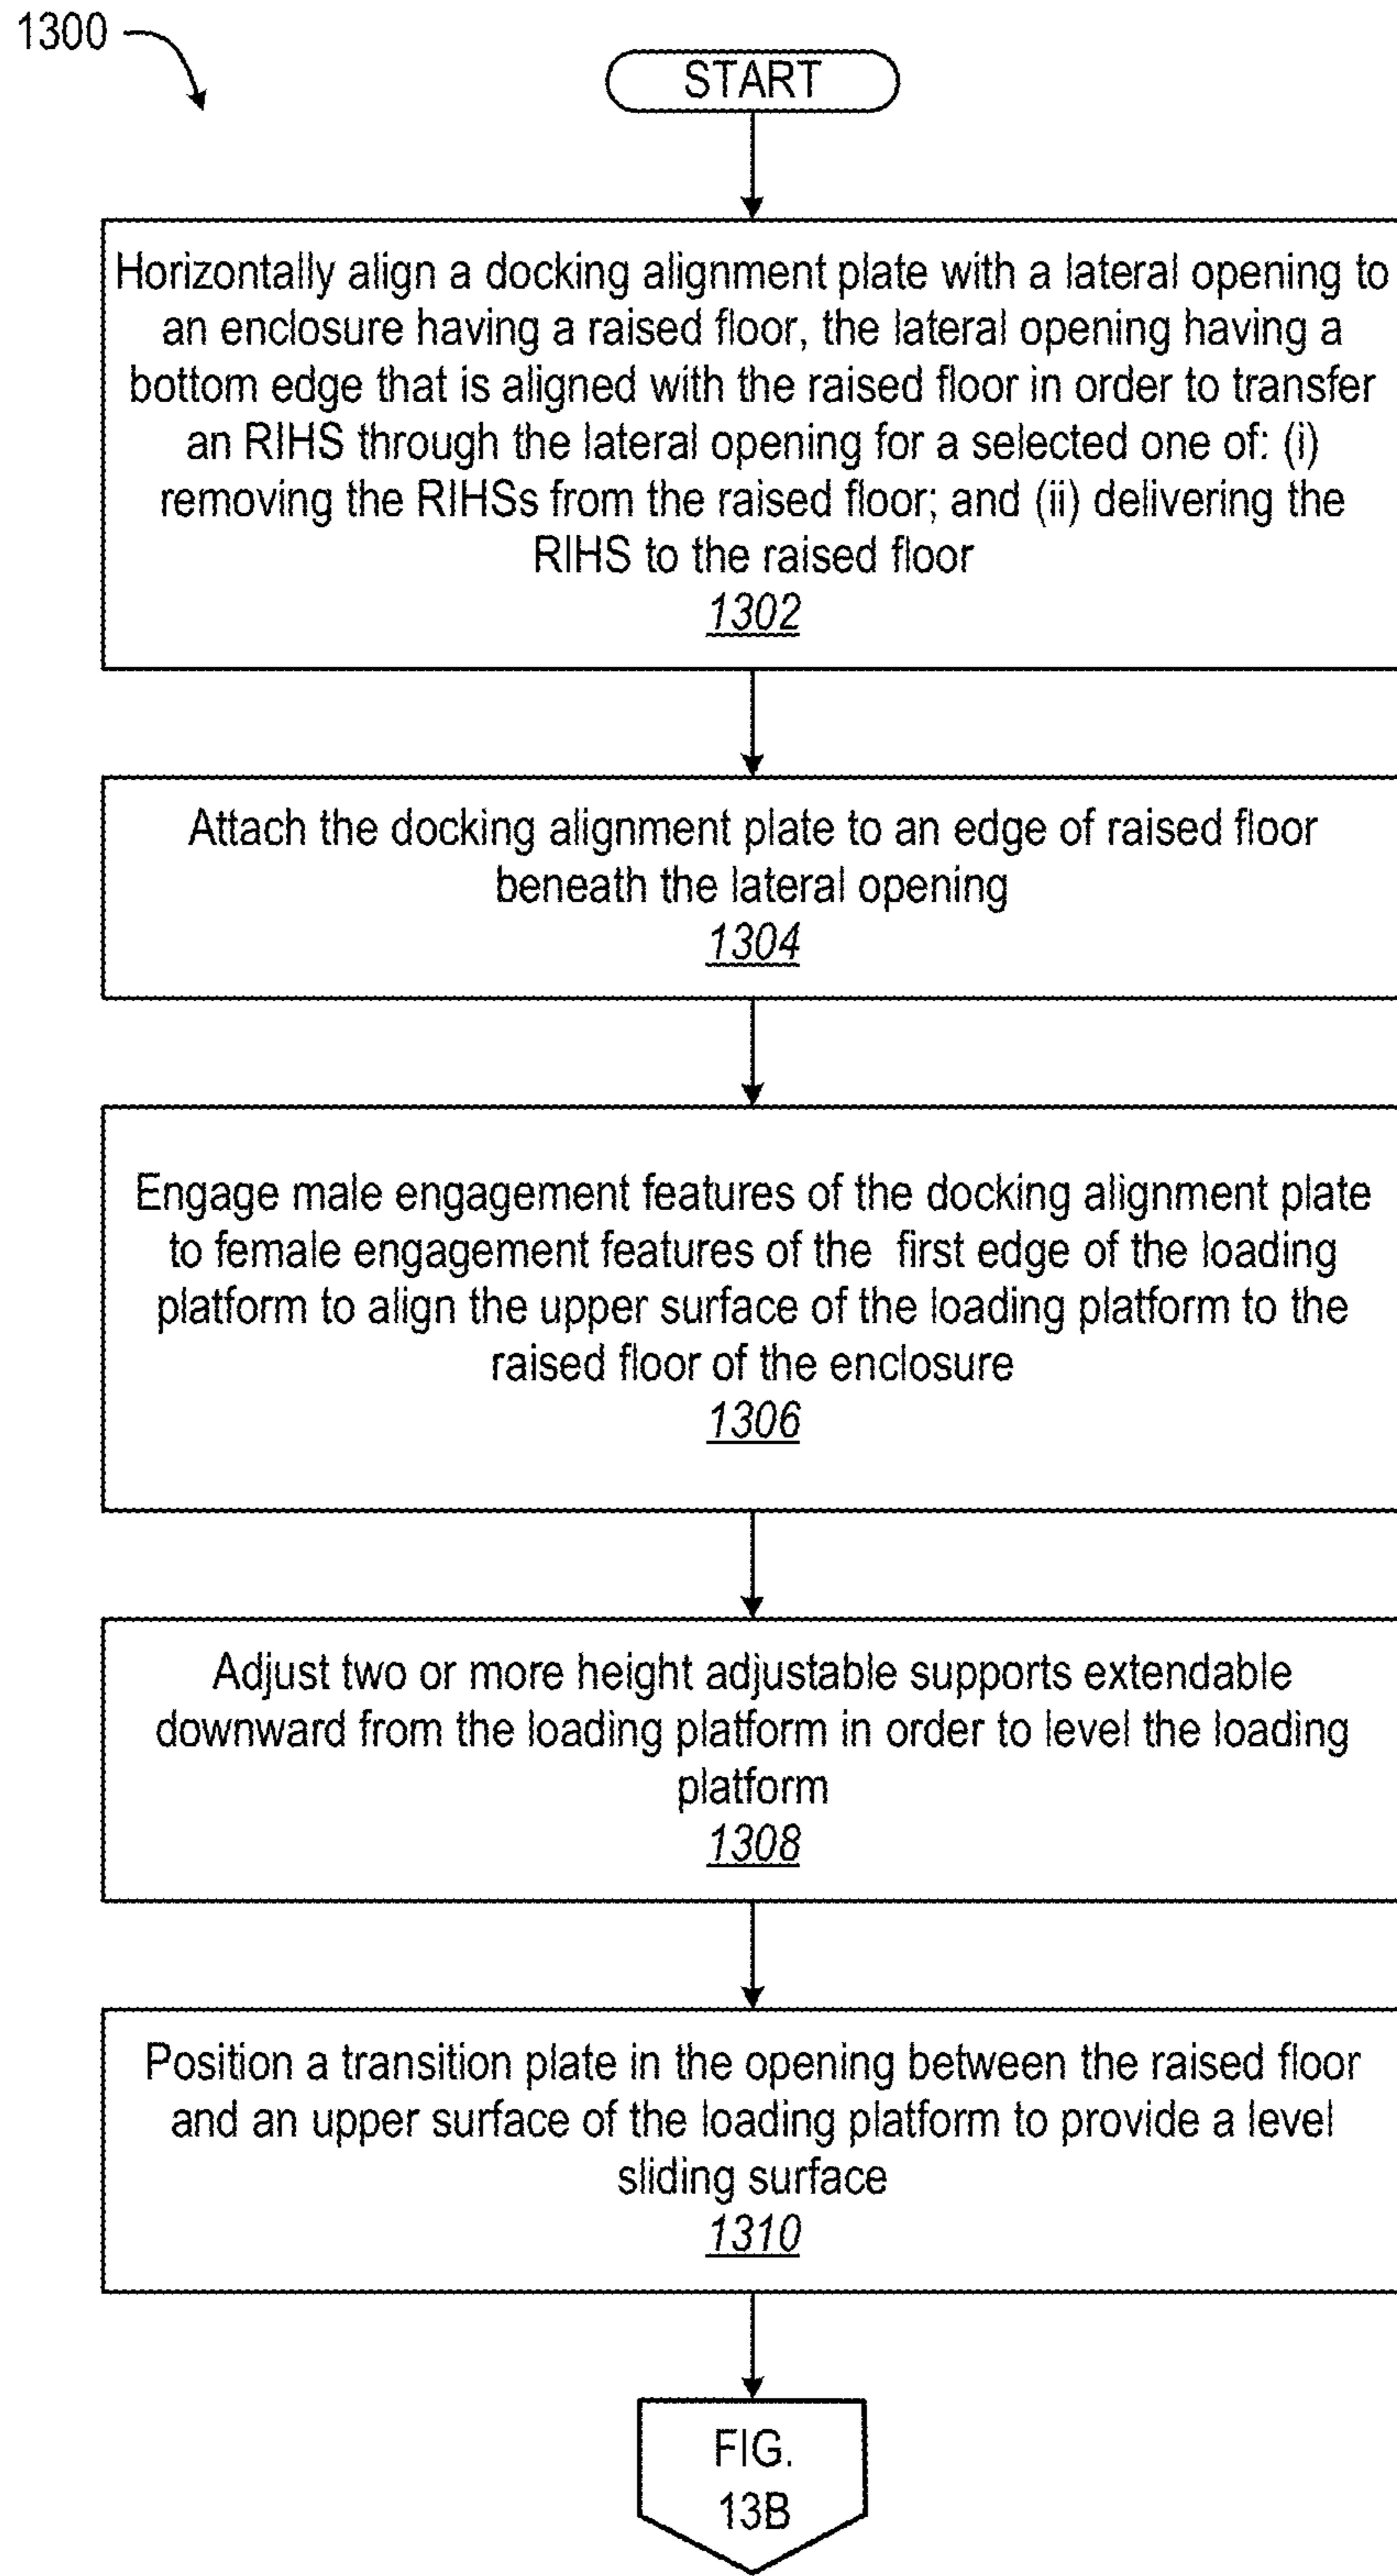 1300
START
Horizontally align a docking alignment plate with a lateral opening to
an enclosure having a raised floor, the lateral opening having a
bottom edge that is aligned with the raised floor in order to transfer
an RIHS through the lateral opening for a selected one of: (i)
removing the RIHSs from the raised floor; and (ii) delivering the
RIHS to the raised floor
1302
Attach the docking alignment plate to an edge of raised floor
beneath the lateral opening
1304
Engage male engagement features of the docking alignment plate
to female engagement features of the first edge of the loading
platform to align the upper surface of the loading platform to the
raised floor of the enclosure
1306
Adjust two or more height adjustable supports extendable
downward from the loading platform in order to level the loading
platform
1308
Position a transition plate in the opening between the raised floor
and an upper surface of the loading platform to provide a level
sliding surface
1310
FIG.
13B